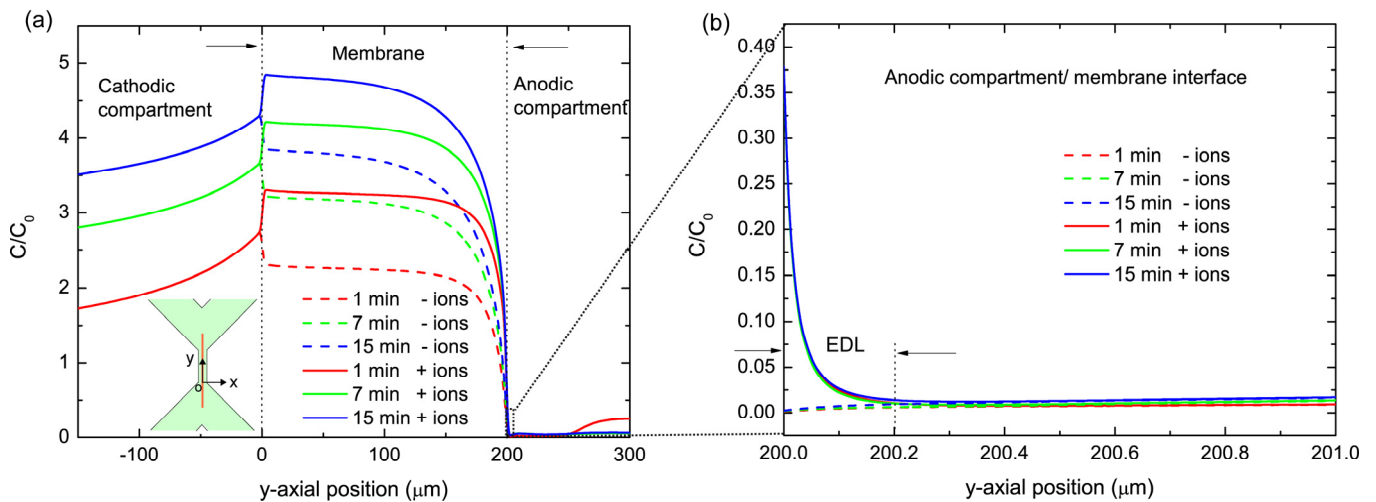 (a)
Membrane
Cathodic
compartment
Anodic
compartment
C/C₀
5
4
3
2
1
0
y
o
x
1 min - ions
7 min - ions
15 min - ions
1 min + ions
7 min + ions
15 min + ions
-100 0 100 200 300
y-axial position (μm)
(b)
Anodic compartment/ membrane interface
C/C₀
0.40
0.35
0.30
0.25
0.20
0.15
0.10
0.05
0.00
1 min - ions
7 min - ions
15 min - ions
1 min + ions
7 min + ions
15 min + ions
EDL
200.0 200.2 200.4 200.6 200.8 201.0
y-axial position (μm)